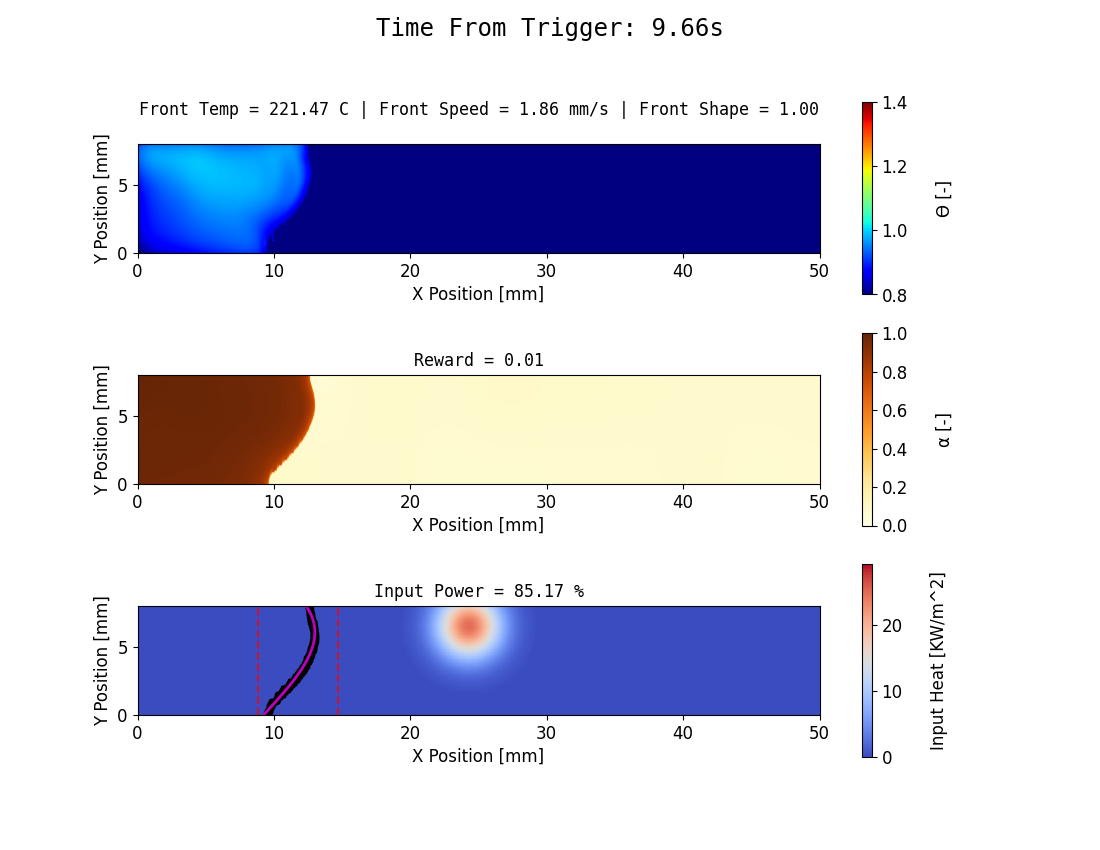 Time From Trigger: 9.66s
Front Temp = 221.47 C | Front Speed = 1.86 mm/s | Front Shape = 1.00
Y Position [mm]
5
0
0 10 20 30 40 50
X Position [mm]
1.4
1.2
1.0
0.8
Θ [-]
Reward = 0.01
Y Position [mm]
5
0
0 10 20 30 40 50
X Position [mm]
1.0
0.8
0.6
0.4
0.2
0.0
α [-]
Input Power = 85.17 %
Y Position [mm]
5
0
0 10 20 30 40 50
X Position [mm]
20
10
0
Input Heat [KW/m^2]